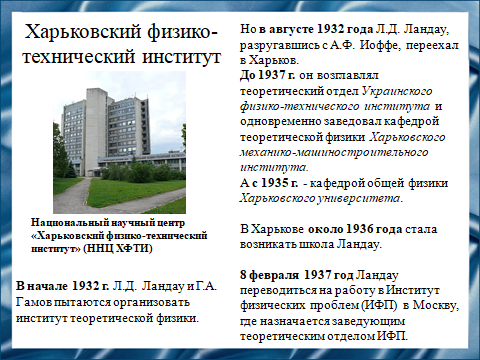 Харьковский физико-
технический институт
Национальный научный центр
«Харьковский физико-технический
институт» (ННЦ ХФТИ)
В начале 1932 г. Л.Д. Ландау и Г.А.
Гамов пытаются организовать
институт теоретической физики.
Но в августе 1932 года Л.Д. Ландау,
разругавшись с А.Ф. Иоффе, переехал
в Харьков.
До 1937 г. он возглавлял
теоретический отдел Украинского
физико-технического института и
одновременно заведовал кафедрой
теоретической физики Харьковского
механико-машиностроительного
института.
А с 1935 г. - кафедрой общей физики
Харьковского университета.
В Харькове около 1936 года стала
возникать школа Ландау.
8 февраля 1937 год Ландау
переводиться на работу в Институт
физических проблем (ИФП) в Москву,
где назначается заведующим
теоретическим отделом ИФП.